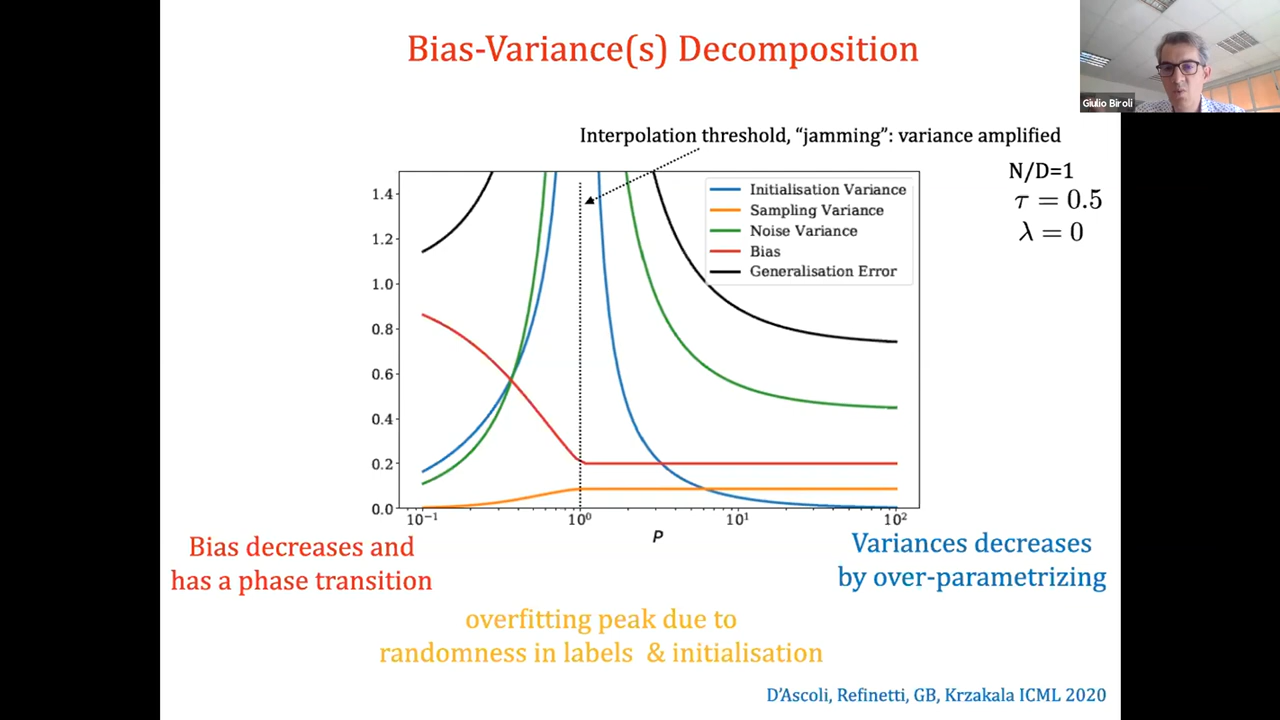 Bias-Variance(s) Decomposition
Giulio Biroli
Interpolation threshold, “jamming”: variance amplified
N/D=1
τ = 0.5
λ = 0
Initialisation Variance
Sampling Variance
Noise Variance
Bias
Generalisation Error
1.4
1.2
1.0
0.8
0.6
0.4
0.2
0.0
10⁻¹
10⁰
10¹
10²
P
Bias decreases and
has a phase transition
Variances decreases
by over-parametrizing
overfitting peak due to
randomness in labels & initialisation
D’Ascoli, Refinetti, GB, Krzakala ICML 2020